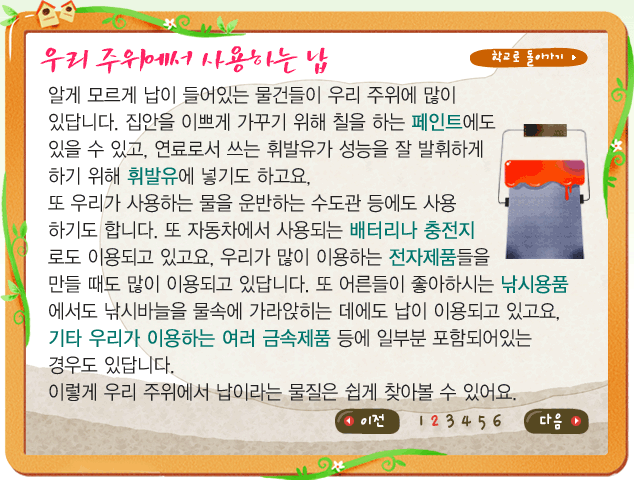 우리 주위에서 사용하는 납
학교로 돌아가기
알게 모르게 납이 들어있는 물건들이 우리 주위에 많이
있답니다. 집안을 이쁘게 가꾸기 위해 칠을 하는 페인트에도
있을 수 있고, 연료로서 쓰는 휘발유가 성능을 잘 발휘하게
하기 위해 휘발유에 넣기도 하고요,
또 우리가 사용하는 물을 운반하는 수도관 등에도 사용
하기도 합니다. 또 자동차에서 사용되는 배터리나 충전지
로도 이용되고 있고요, 우리가 많이 이용하는 전자제품들을
만들 때도 많이 이용되고 있답니다. 또 어른들이 좋아하시는 낚시용품
에서도 낚시바늘을 물속에 가라앉히는 데에도 납이 이용되고 있고요,
기타 우리가 이용하는 여러 금속제품 등에 일부분 포함되어있는
경우도 있답니다.
이렇게 우리 주위에서 납이라는 물질은 쉽게 찾아볼 수 있어요.
이전 1 2 3 4 5 6 다음